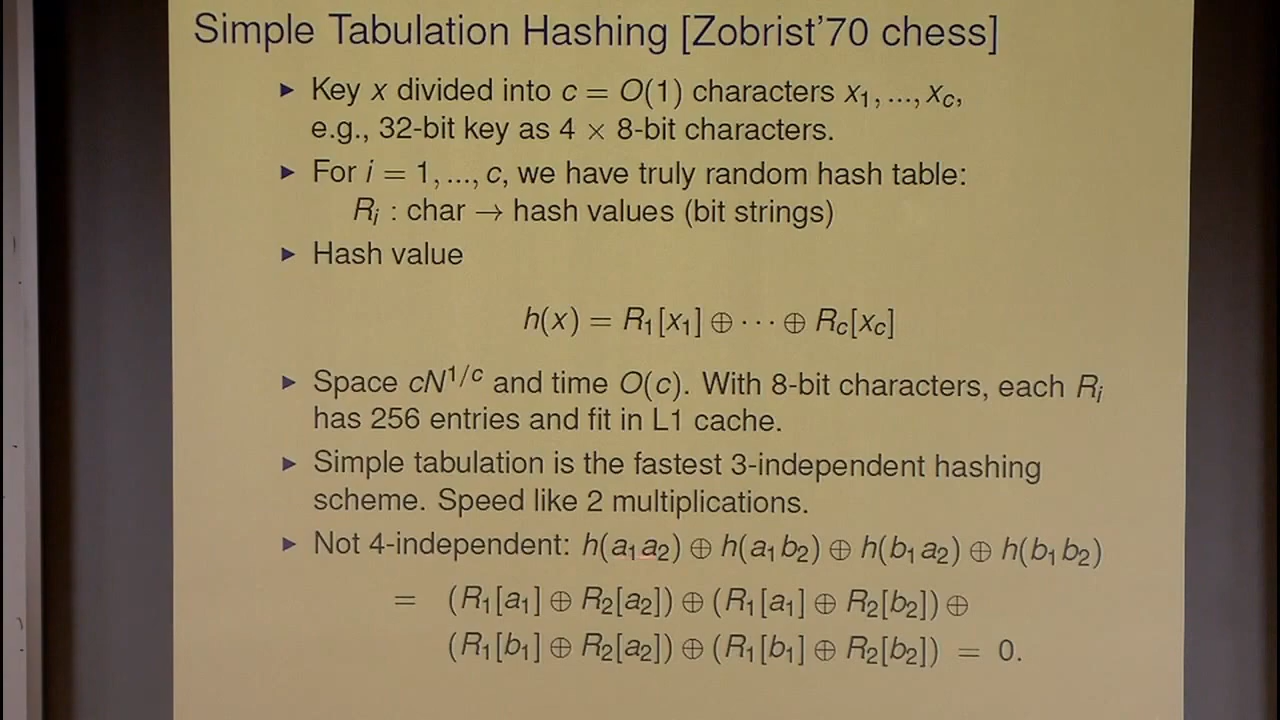 Simple Tabulation Hashing [Zobrist'70 chess]
▸ Key x divided into c = O(1) characters x₁, ..., x_c,
e.g., 32-bit key as 4 × 8-bit characters.
▸ For i = 1, ..., c, we have truly random hash table:
Rᵢ : char → hash values (bit strings)
▸ Hash value
h(x) = R₁[x₁] ⊕ ··· ⊕ R_c[x_c]
▸ Space cN^{1/c} and time O(c). With 8-bit characters, each Rᵢ
has 256 entries and fit in L1 cache.
▸ Simple tabulation is the fastest 3-independent hashing
scheme. Speed like 2 multiplications.
▸ Not 4-independent: h(a₁a₂) ⊕ h(a₁b₂) ⊕ h(b₁a₂) ⊕ h(b₁b₂)
= (R₁[a₁] ⊕ R₂[a₂]) ⊕ (R₁[a₁] ⊕ R₂[b₂]) ⊕
(R₁[b₁] ⊕ R₂[a₂]) ⊕ (R₁[b₁] ⊕ R₂[b₂]) = 0.